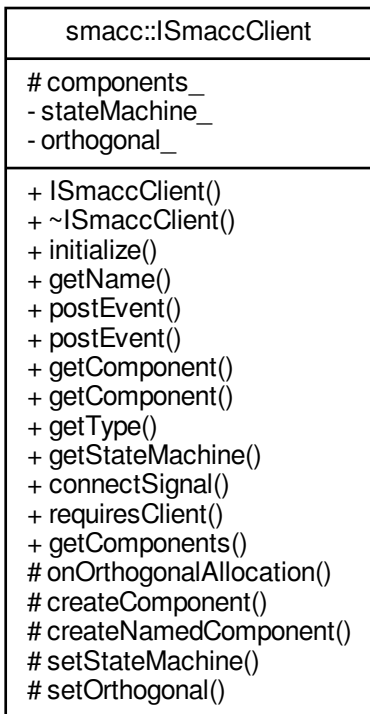 smacc::ISmaccClient
# components_
- stateMachine_
- orthogonal_
+ ISmaccClient()
+ ~ISmaccClient()
+ initialize()
+ getName()
+ postEvent()
+ postEvent()
+ getComponent()
+ getComponent()
+ getType()
+ getStateMachine()
+ connectSignal()
+ requiresClient()
+ getComponents()
# onOrthogonalAllocation()
# createComponent()
# createNamedComponent()
# setStateMachine()
# setOrthogonal()